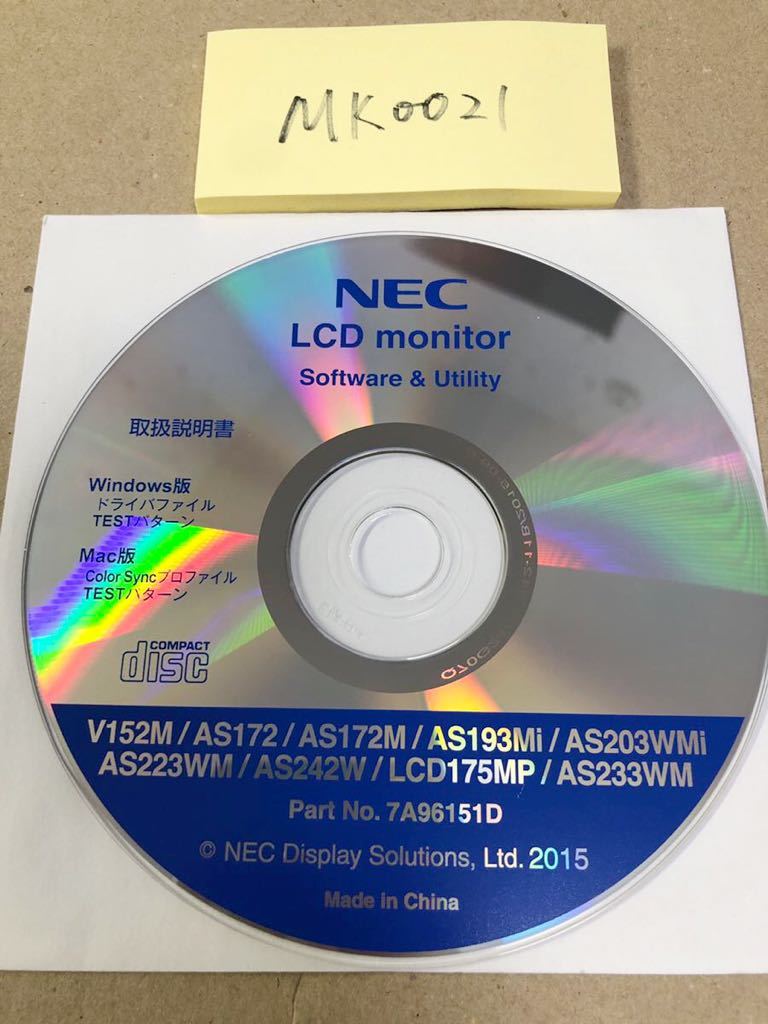 MK0021
NEC
LCD monitor
Software & Utility
取扱説明書
Windows版
ドライバファイル
TESTパターン
Mac版
Color Syncプロファイル
TESTパターン
COMPACT
disc
V152M / AS172 / AS172M / AS193Mi / AS203WMi
AS223WM / AS242W / LCD175MP / AS233WM
Part No. 7A96151D
© NEC Display Solutions, Ltd. 2015
Made in China